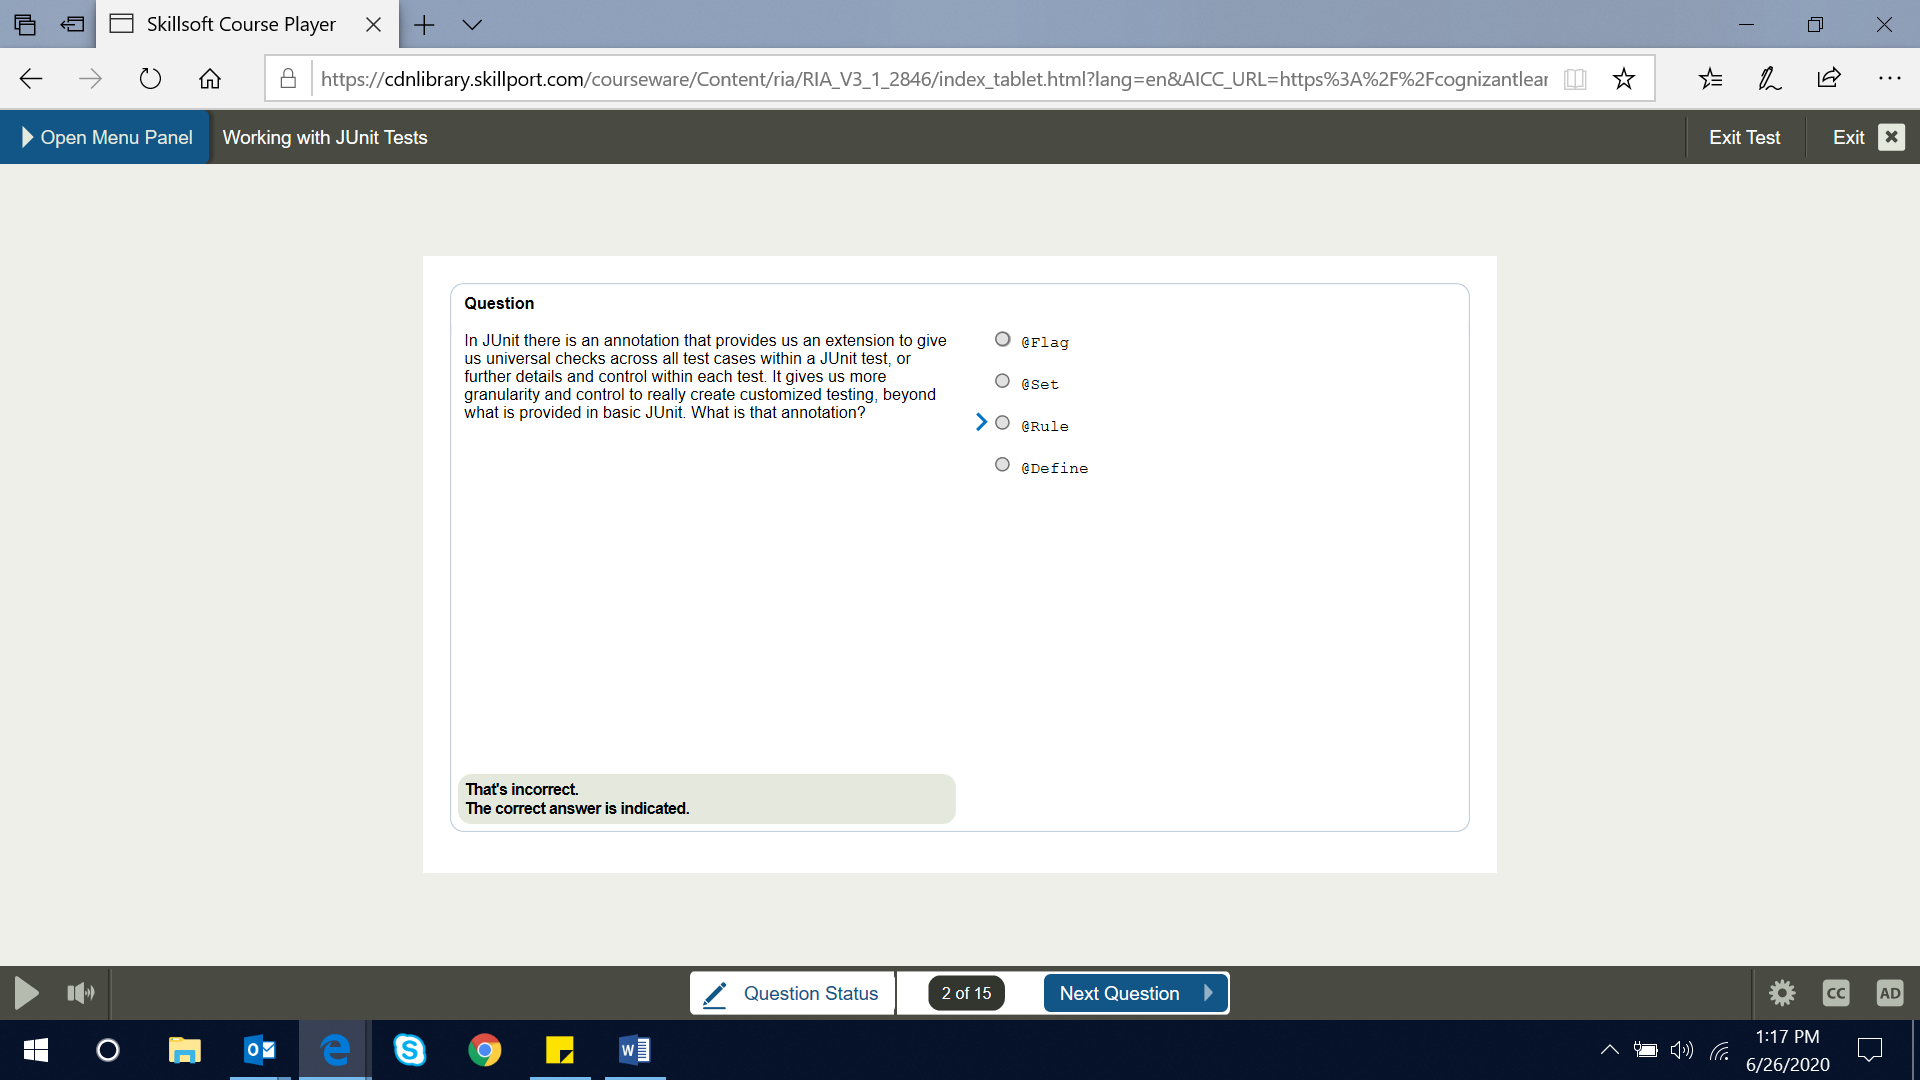 Skillsoft Course Player
https://cdnlibrary.skillport.com/courseware/Content/ria/RIA_V3_1_2846/index_tablet.html?lang=en&AICC_URL=https%3A%2F%2Fcognizantlear
Open Menu Panel
Working with JUnit Tests
Exit Test
Exit
Question
In JUnit there is an annotation that provides us an extension to give
us universal checks across all test cases within a JUnit test, or
further details and control within each test. It gives us more
granularity and control to really create customized testing, beyond
what is provided in basic JUnit. What is that annotation?
@Flag
@Set
@Rule
@Define
That's incorrect.
The correct answer is indicated.
Question Status
2 of 15
Next Question
CC
AD
1:17 PM
6/26/2020